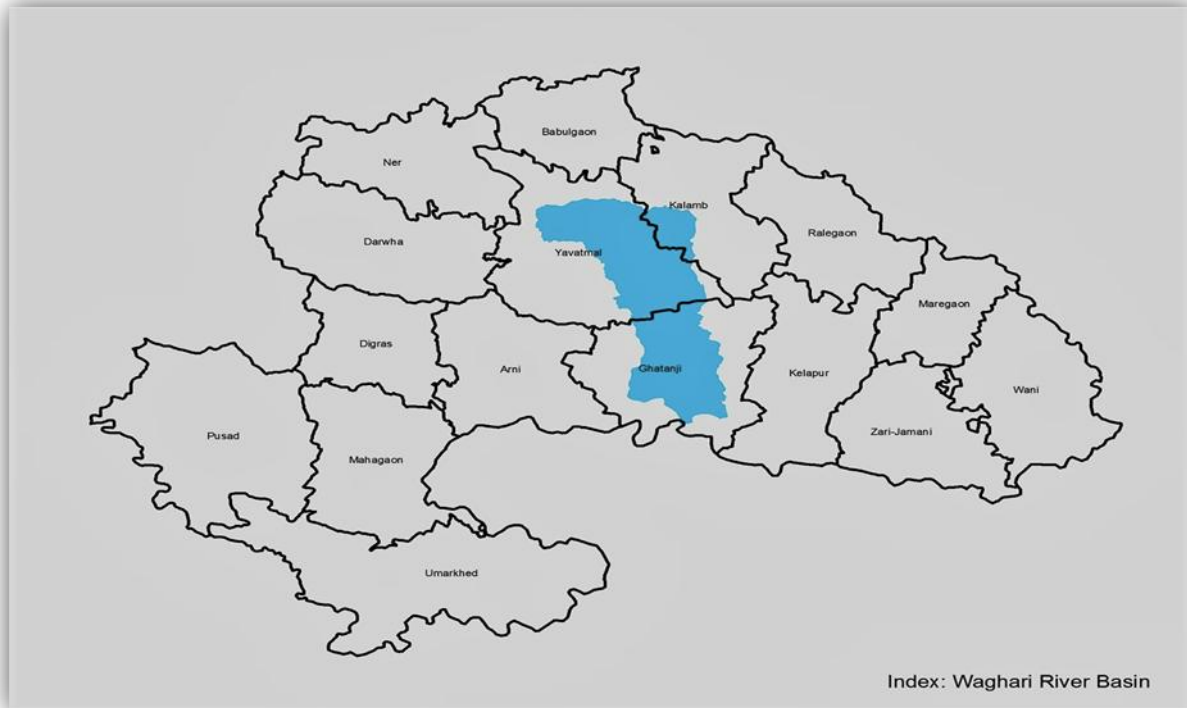 Babulgaon
Ner
Kalamb
Ralegaon
Darwha
Yavatmal
Maregaon
Digras
Arni
Ghatanji
Kelapur
Wani
Pusad
Zari-Jamani
Mahagaon
Umarkhed
Index: Waghari River Basin